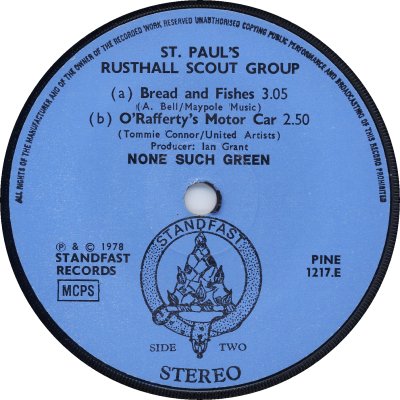 ALL RIGHTS OF THE MANUFACTURER AND OF THE OWNER OF THE RECORDED WORK RESERVED UNAUTHORISED COPYING PUBLIC PERFORMANCE AND BROADCASTING OF THIS RECORD PROHIBITED
ST. PAUL'S
RUSTHALL SCOUT GROUP
(a) Bread and Fishes 3.05
(A. Bell/Maypole Music)
(b) O'Rafferty's Motor Car 2.50
(Tommie Connor/United Artists)
Producer: Ian Grant
NONE SUCH GREEN
℗ & © 1978
STANDFAST
RECORDS
MCPS
STANDFAST
PINE
1217.E
SIDE TWO
STEREO